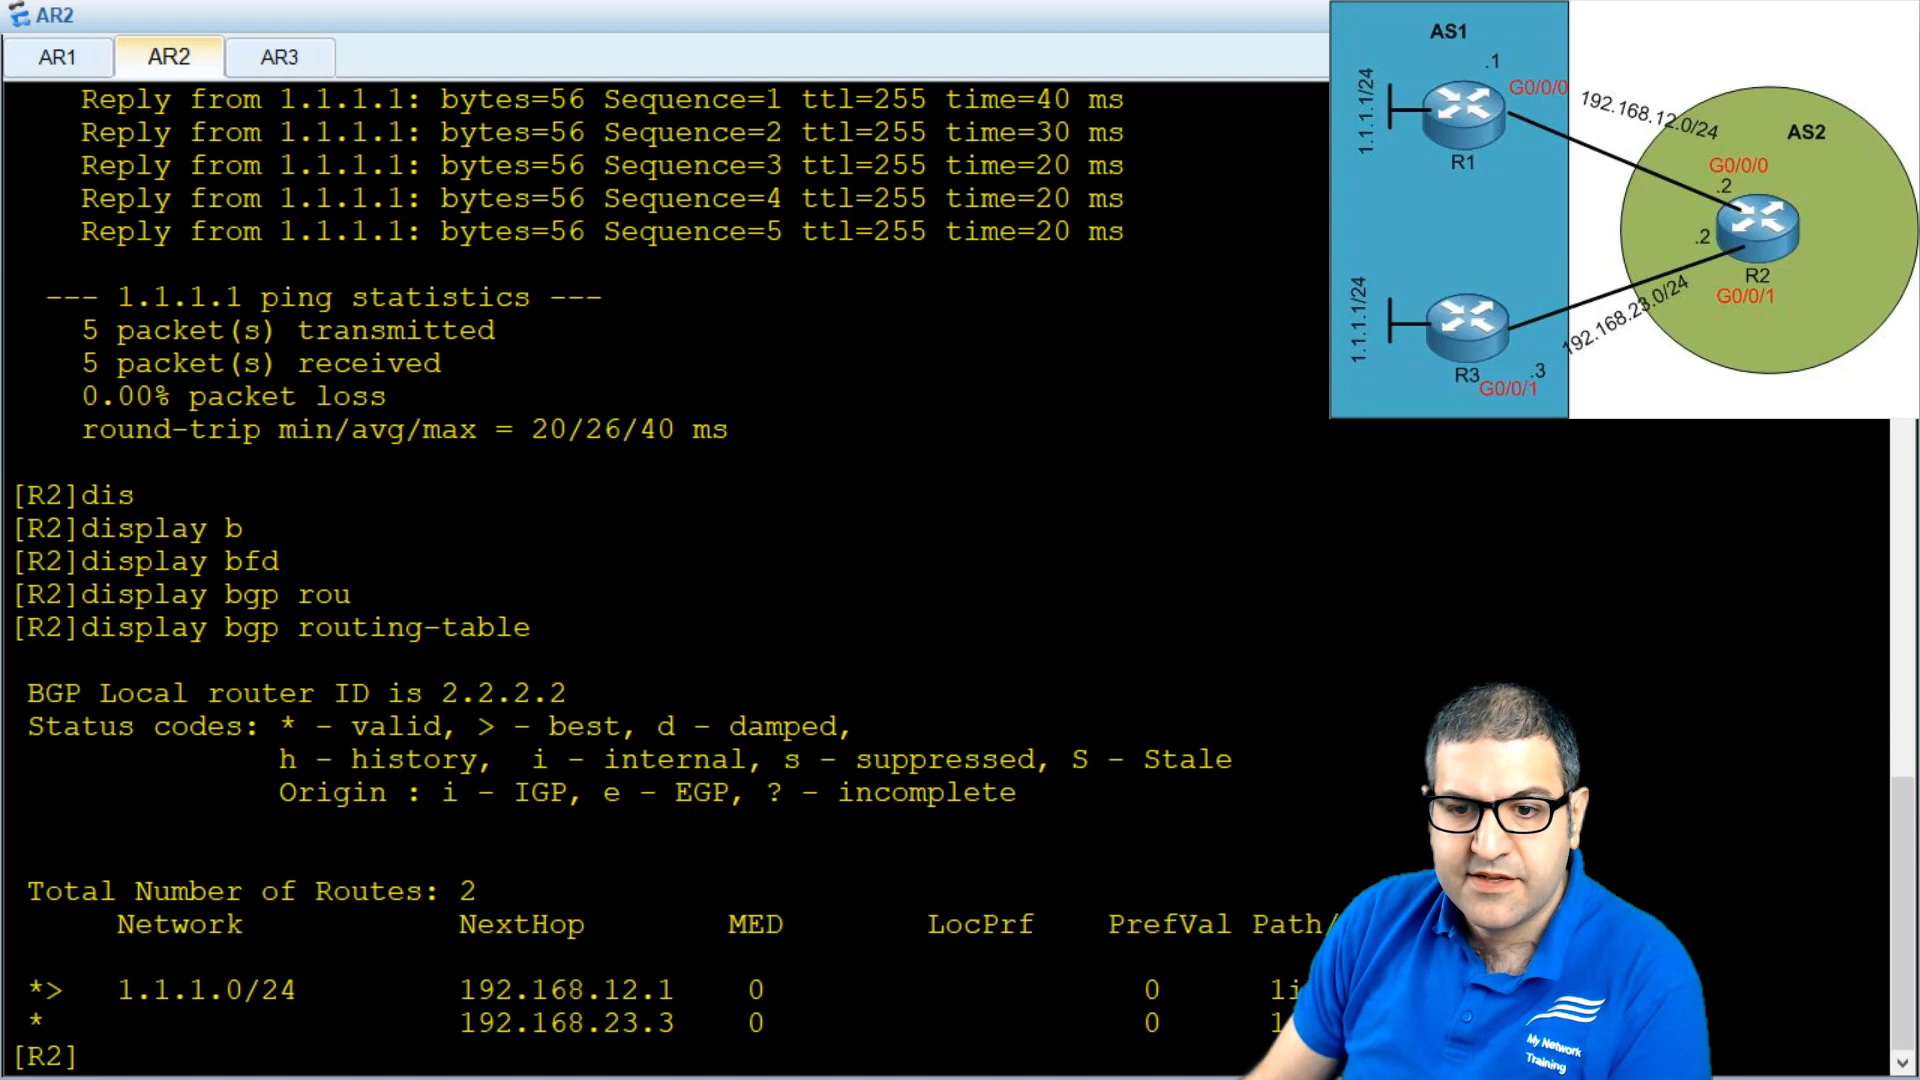 AR2
AR1
AR2
AR3
Reply from 1.1.1.1: bytes=56 Sequence=1 ttl=255 time=40 ms
Reply from 1.1.1.1: bytes=56 Sequence=2 ttl=255 time=30 ms
Reply from 1.1.1.1: bytes=56 Sequence=3 ttl=255 time=20 ms
Reply from 1.1.1.1: bytes=56 Sequence=4 ttl=255 time=20 ms
Reply from 1.1.1.1: bytes=56 Sequence=5 ttl=255 time=20 ms
--- 1.1.1.1 ping statistics ---
5 packet(s) transmitted
5 packet(s) received
0.00% packet loss
round-trip min/avg/max = 20/26/40 ms
[R2]dis
[R2]display b
[R2]display bfd
[R2]display bgp rou
[R2]display bgp routing-table
BGP Local router ID is 2.2.2.2
Status codes: * - valid, > - best, d - damped,
h - history, i - internal, s - suppressed, S - Stale
Origin : i - IGP, e - EGP, ? - incomplete
Total Number of Routes: 2
Network NextHop MED LocPrf PrefVal Path/
*> 1.1.1.0/24 192.168.12.1 0 0 1i
* 192.168.23.3 0 0 1
[R2]
AS1
.1
G0/0/0
1.1.1.1/24
R1
192.168.12.0/24
AS2
G0/0/0
.2
.2
R2
G0/0/1
192.168.23.0/24
1.1.1.1/24
R3
.3
G0/0/1
My Network
Training